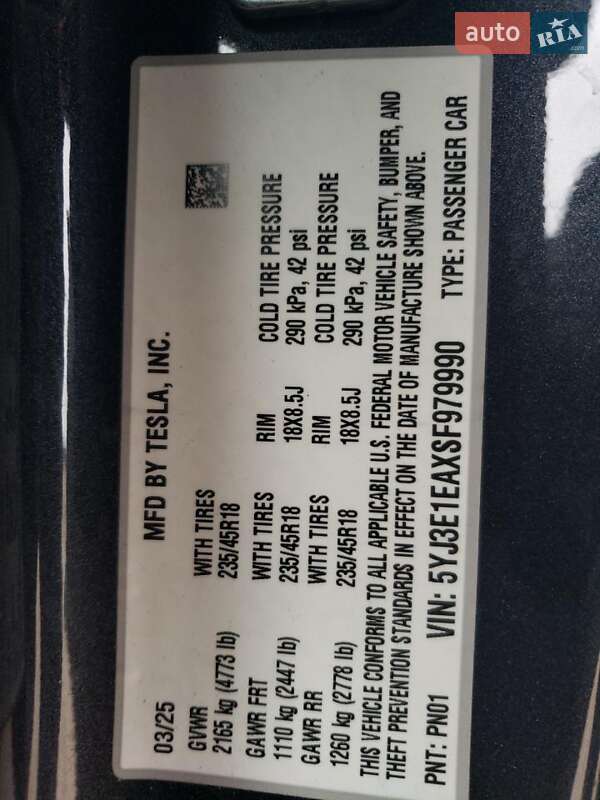 auto RIA .com
MFD BY TESLA, INC.
03/25
GVWR WITH TIRES
2165 kg (4773 lb) 235/45R18
GAWR FRT WITH TIRES RIM COLD TIRE PRESSURE
1110 kg (2447 lb) 235/45R18 18X8.5J 290 kPa, 42 psi
GAWR RR WITH TIRES RIM COLD TIRE PRESSURE
1260 kg (2778 lb) 235/45R18 18X8.5J 290 kPa, 42 psi
THIS VEHICLE CONFORMS TO ALL APPLICABLE U.S. FEDERAL MOTOR VEHICLE SAFETY, BUMPER, AND
THEFT PREVENTION STANDARDS IN EFFECT ON THE DATE OF MANUFACTURE SHOWN ABOVE.
PNT: PN01 VIN: 5YJ3E1EAXSF979990 TYPE: PASSENGER CAR